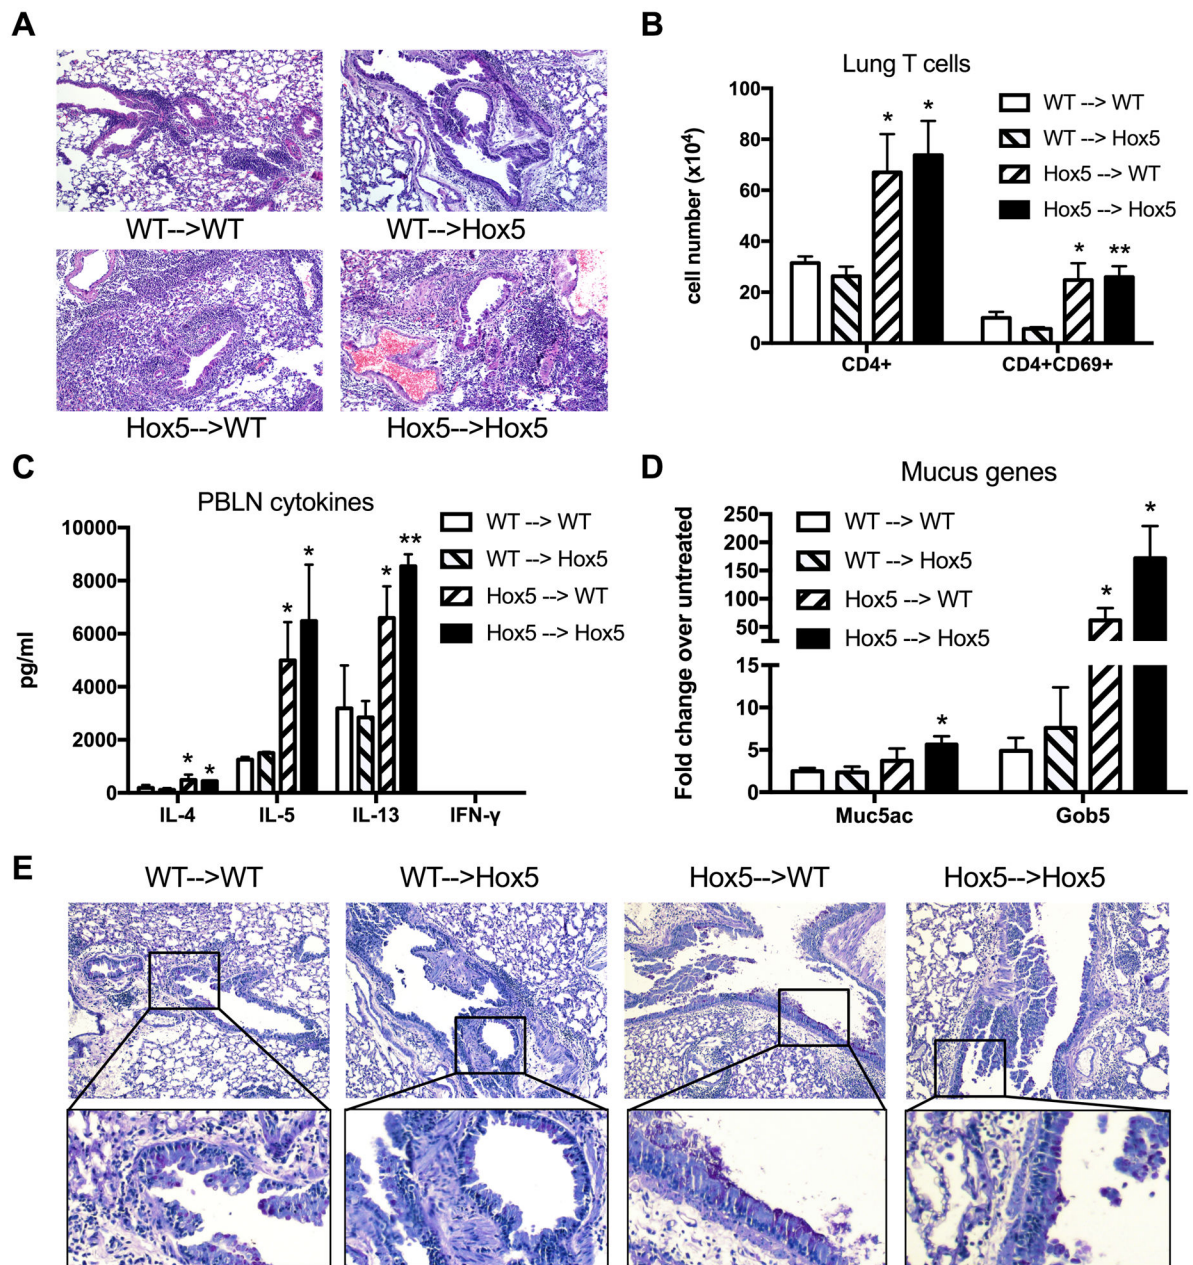 A
WT-->WT
WT-->Hox5
Hox5-->WT
Hox5-->Hox5
B
Lung T cells
cell number (x10⁴)
100
80
60
40
20
0
* *
* **
CD4+
CD4+CD69+
WT --> WT
WT --> Hox5
Hox5 --> WT
Hox5 --> Hox5
C
PBLN cytokines
pg/ml
10000
8000
6000
4000
2000
0
* *
* *
* **
IL-4
IL-5
IL-13
IFN-γ
WT --> WT
WT --> Hox5
Hox5 --> WT
Hox5 --> Hox5
D
Mucus genes
Fold change over untreated
250
200
150
100
50
15
10
5
0
*
* *
Muc5ac
Gob5
WT --> WT
WT --> Hox5
Hox5 --> WT
Hox5 --> Hox5
E
WT-->WT
WT-->Hox5
Hox5-->WT
Hox5-->Hox5